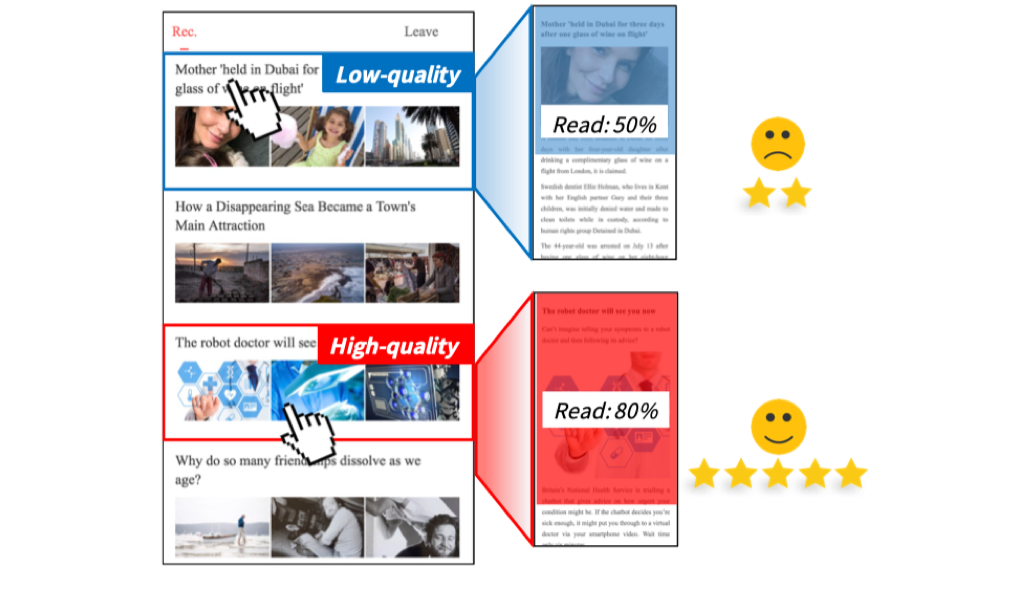 Rec.
Leave
Mother 'held in Dubai for
glass of wine on flight'
Low-quality
How a Disappearing Sea Became a Town's
Main Attraction
The robot doctor will see
High-quality
Why do so many friendships dissolve as we
age?
Mother 'held in Dubai for three days
after one glass of wine on flight'
Read: 50%
days with her four-year-old daughter after
drinking a complimentary glass of wine on a
flight from London, it is claimed.
Swedish dentist Ellie Holman, who lives in Kent
with her English partner Gary and their three
children, was initially denied water and made to
clean toilets while in custody, according to
human rights group Detained in Dubai.
The 44-year-old was arrested on July 13 after
having one glass of wine on her eight-hour
The robot doctor will see you now
Can't imagine telling your symptoms to a robot
doctor and then following its advice?
Read: 80%
Britain's National Health Service is trialing a
chatbot that gives advice on how urgent your
condition might be. If the chatbot decides you're
sick enough, it might put you through to a virtual
doctor via your smartphone video. Wait time